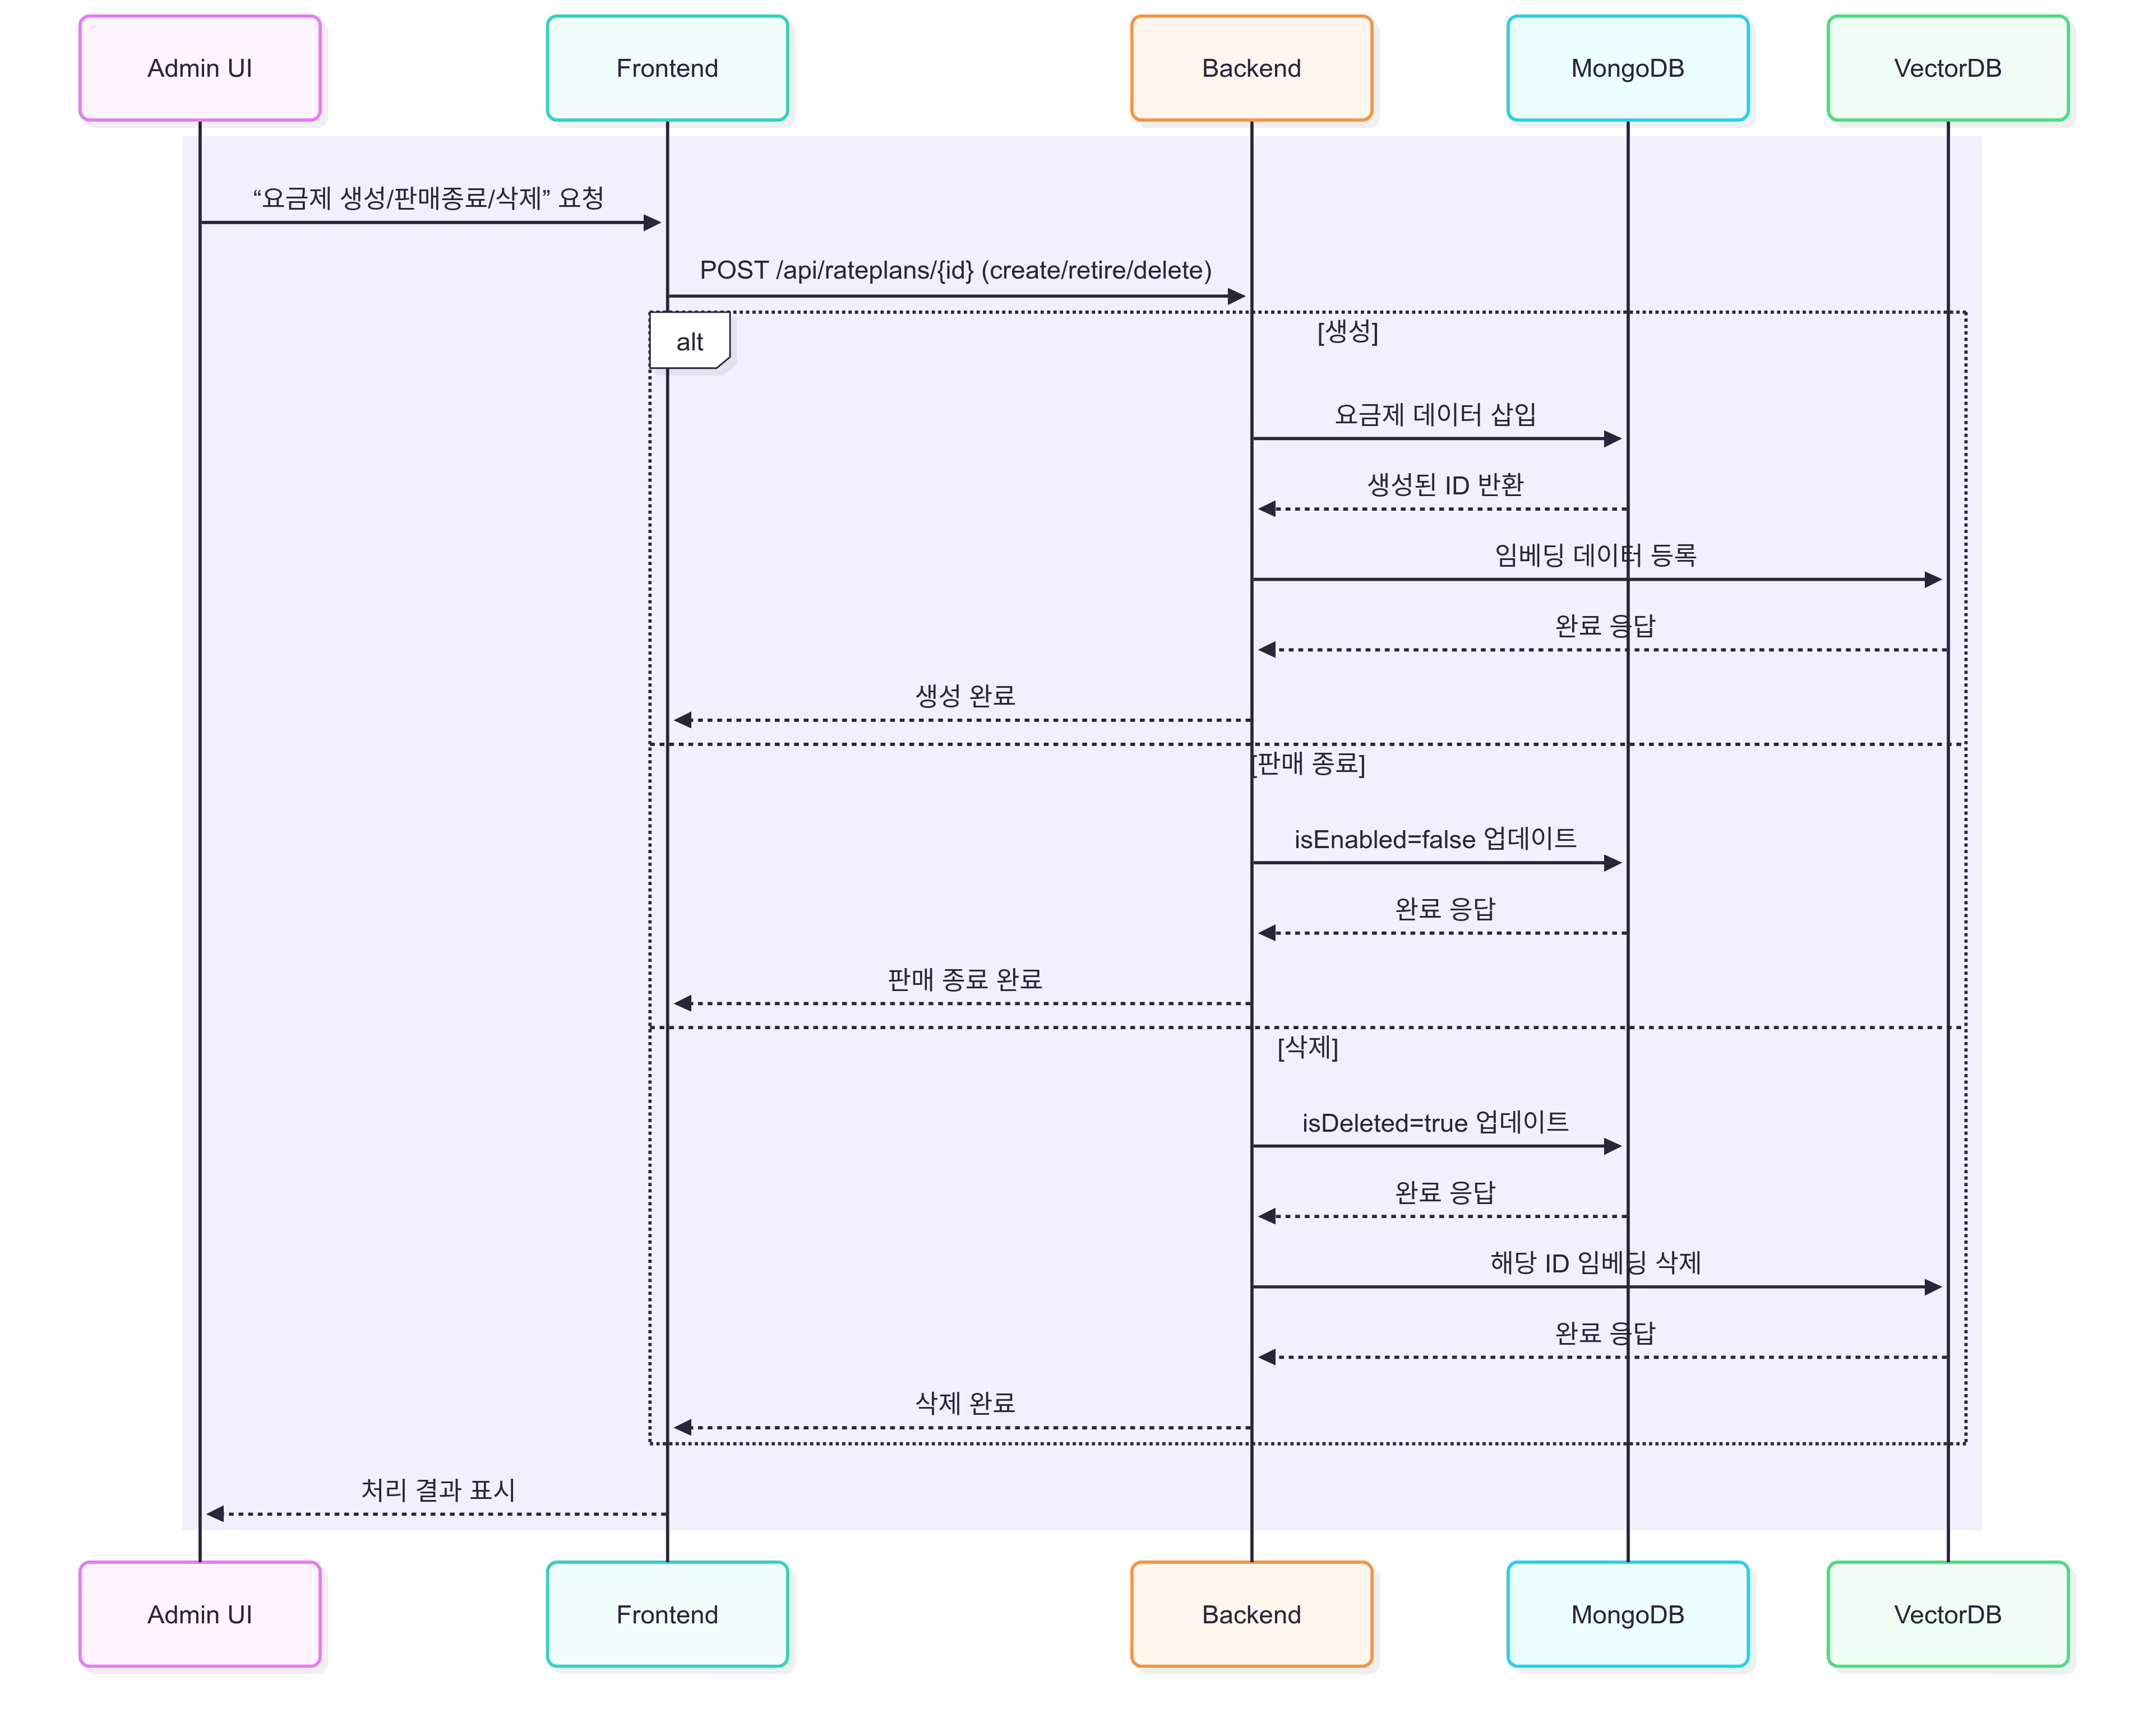 Admin UI
Frontend
Backend
MongoDB
VectorDB
“요금제 생성/판매종료/삭제” 요청
POST /api/rateplans/{id} (create/retire/delete)
alt
[생성]
요금제 데이터 삽입
생성된 ID 반환
임베딩 데이터 등록
완료 응답
생성 완료
[판매 종료]
isEnabled=false 업데이트
완료 응답
판매 종료 완료
[삭제]
isDeleted=true 업데이트
완료 응답
해당 ID 임베딩 삭제
완료 응답
삭제 완료
처리 결과 표시
Admin UI
Frontend
Backend
MongoDB
VectorDB